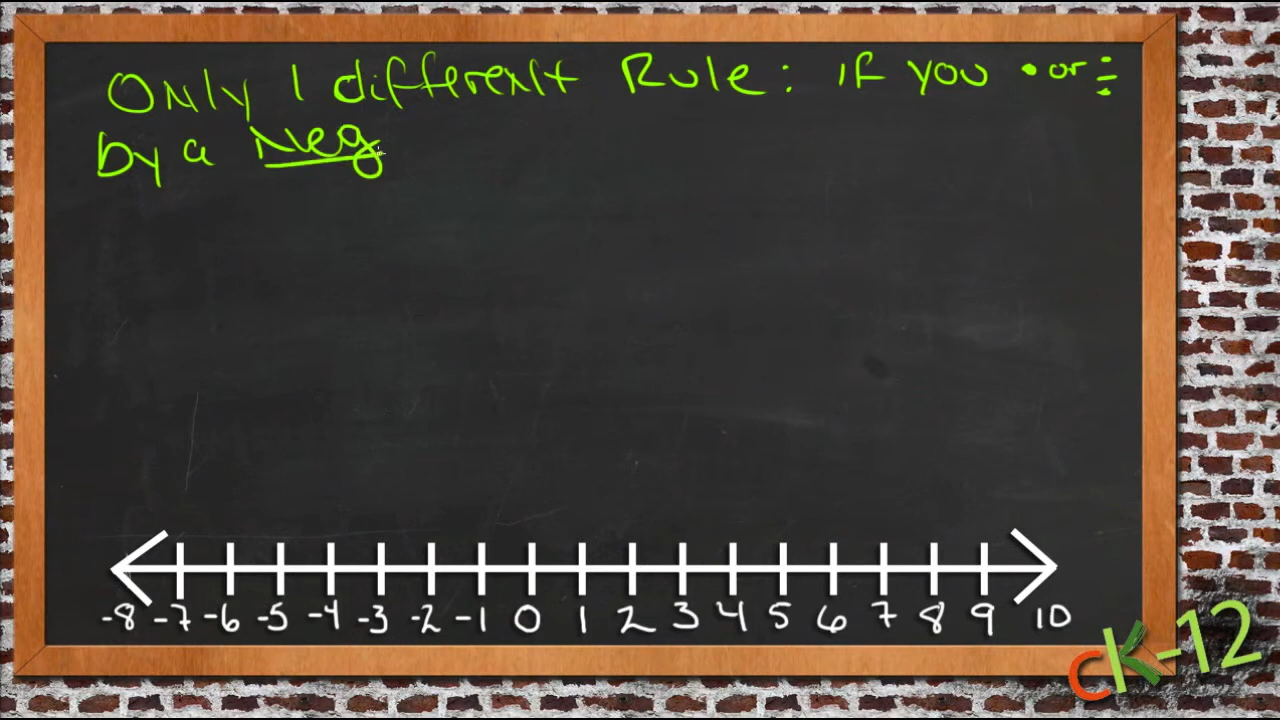 Only 1 different Rule: if you • or ÷
by a Neg
-8 -7 -6 -5 -4 -3 -2 -1 0 1 2 3 4 5 6 7 8 9 10
CK-12